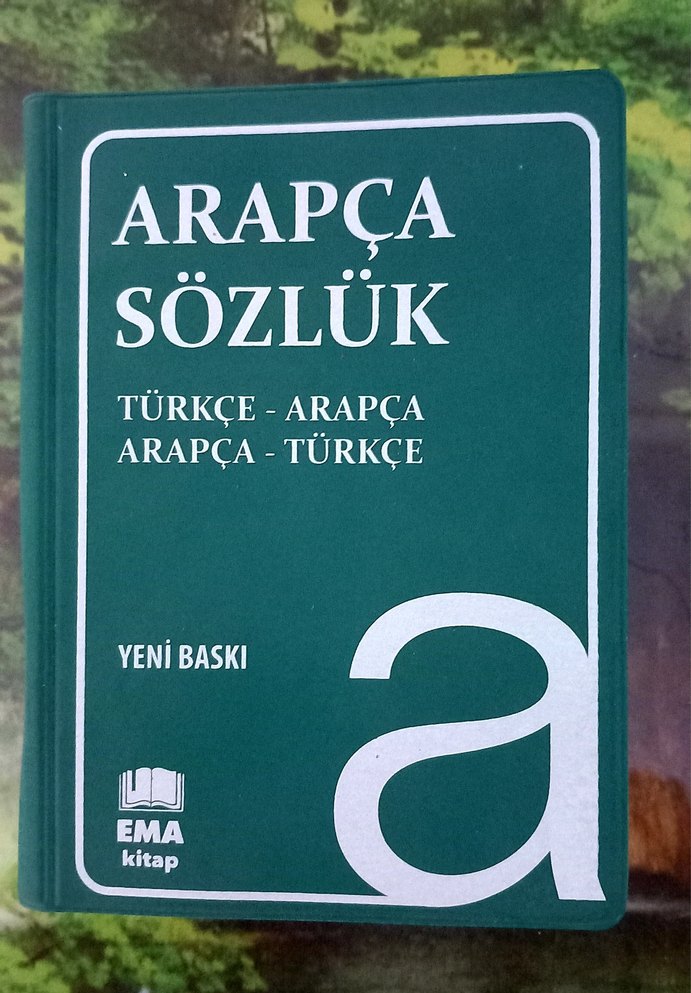 ARAPÇA
SÖZLÜK
TÜRKÇE - ARAPÇA
ARAPÇA - TÜRKÇE
YENİ BASKI
a
EMA
kitap